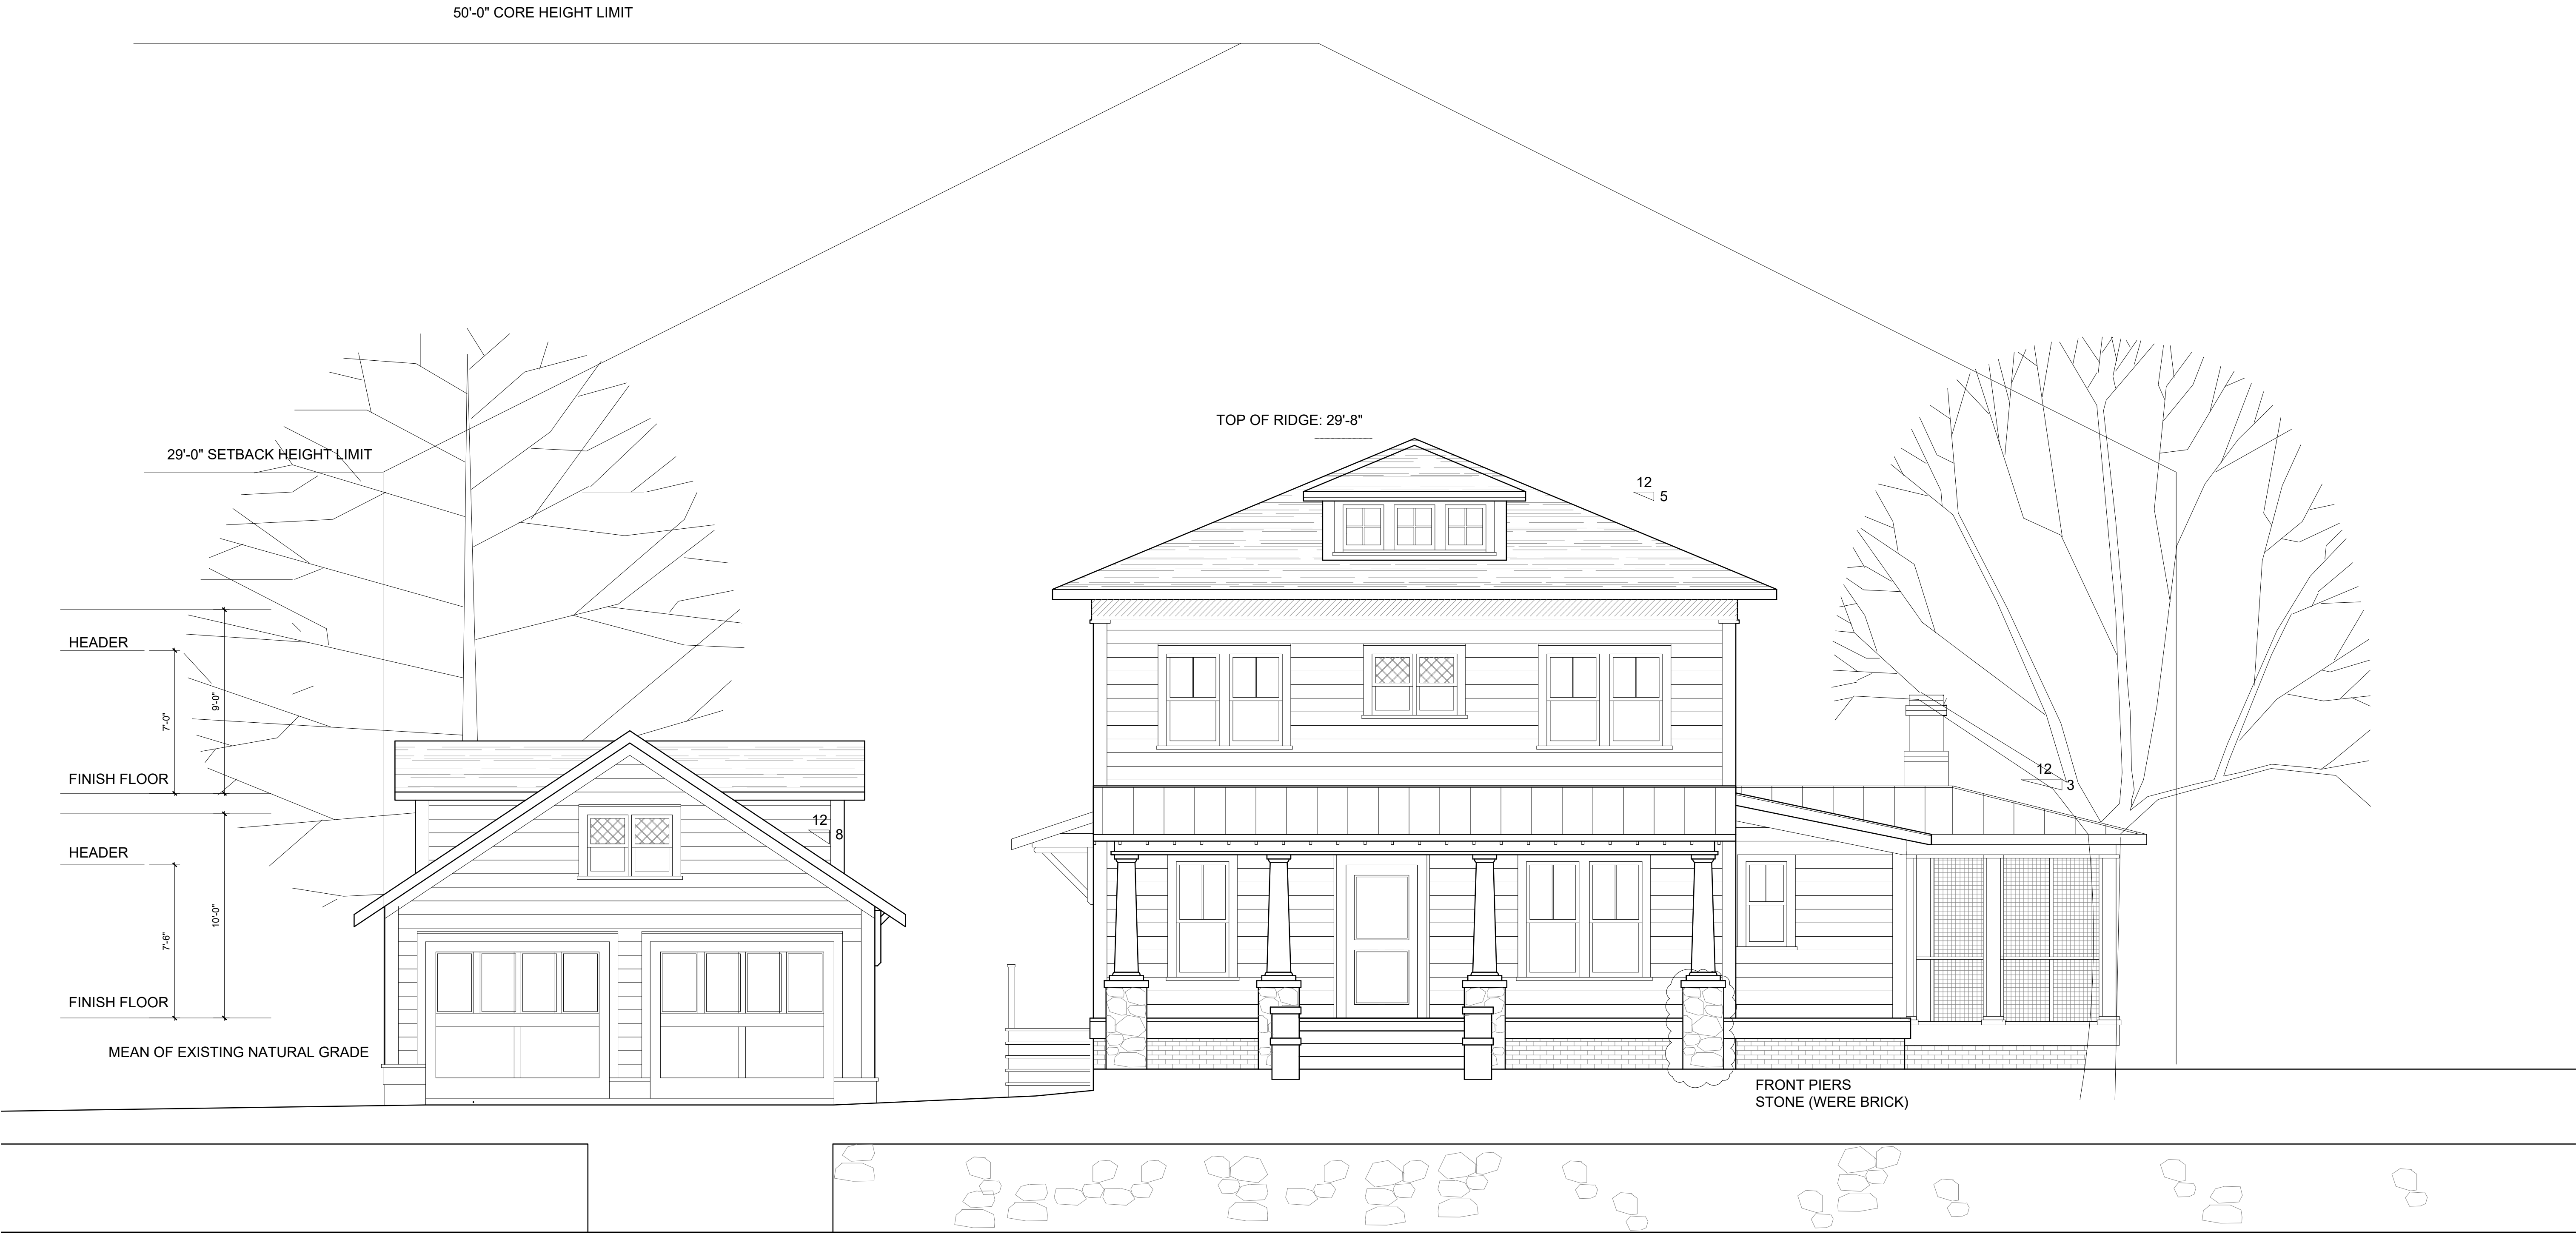 50'-0" CORE HEIGHT LIMIT
TOP OF RIDGE: 29'-8"
29'-0" SETBACK HEIGHT LIMIT
12
5
HEADER
7'-0"
9'-0"
FINISH FLOOR
12
3
12
8
HEADER
7'-6"
10'-0"
FINISH FLOOR
MEAN OF EXISTING NATURAL GRADE
FRONT PIERS
STONE (WERE BRICK)